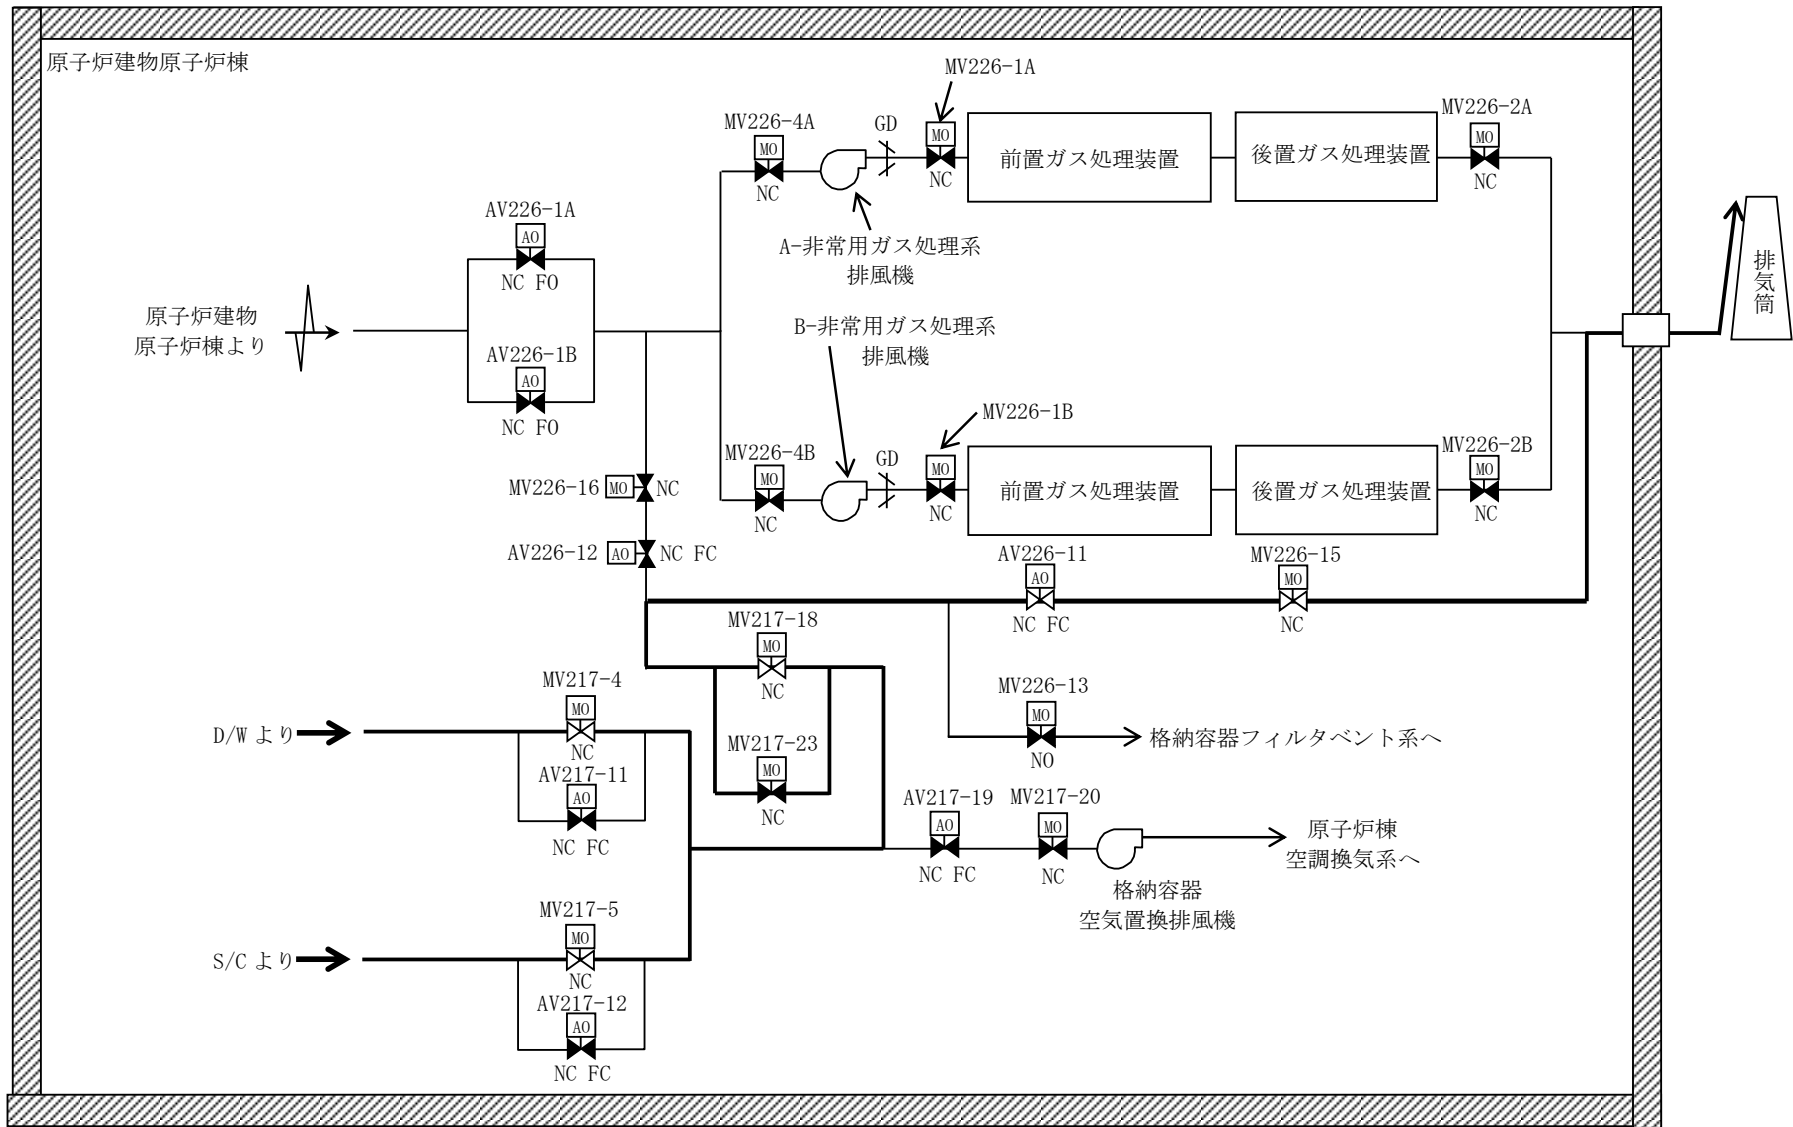 原子炉建物原子炉棟
MV226-1A
MV226-4A
MO
NC
GD
MO
NC
前置ガス処理装置
後置ガス処理装置
MV226-2A
MO
NC
A-非常用ガス処理系
排風機
AV226-1A
AO
NC FO
原子炉建物
原子炉棟より
AV226-1B
AO
NC FO
B-非常用ガス処理系
排風機
排気筒
MV226-1B
MV226-4B
MO
NC
GD
MO
NC
前置ガス処理装置
後置ガス処理装置
MV226-2B
MO
NC
MV226-16
MO
NC
AV226-12
AO
NC FC
AV226-11
AO
NC FC
MV226-15
MO
NC
MV217-18
MO
NC
MV217-4
MO
NC
D/W より
AV217-11
AO
NC FC
MV217-23
MO
NC
MV226-13
MO
NO
格納容器フィルタベント系へ
AV217-19
AO
NC FC
MV217-20
MO
NC
原子炉棟
空調換気系へ
格納容器
空気置換排風機
MV217-5
MO
NC
S/C より
AV217-12
AO
NC FC